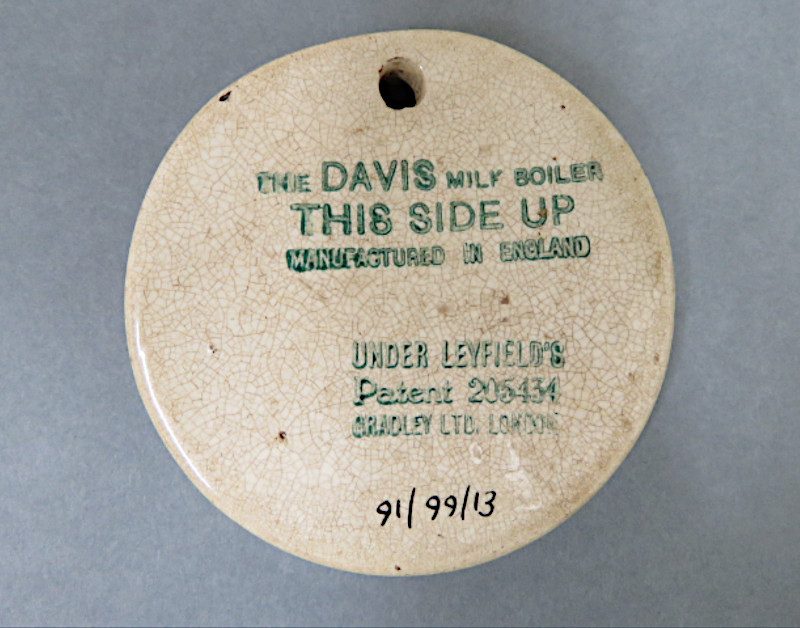 THE DAVIS MILK BOILER
THIS SIDE UP
MANUFACTURED IN ENGLAND
UNDER LEYFIELD'S
Patent 205434
GRADLEY LTD. LONDON
91/99/13